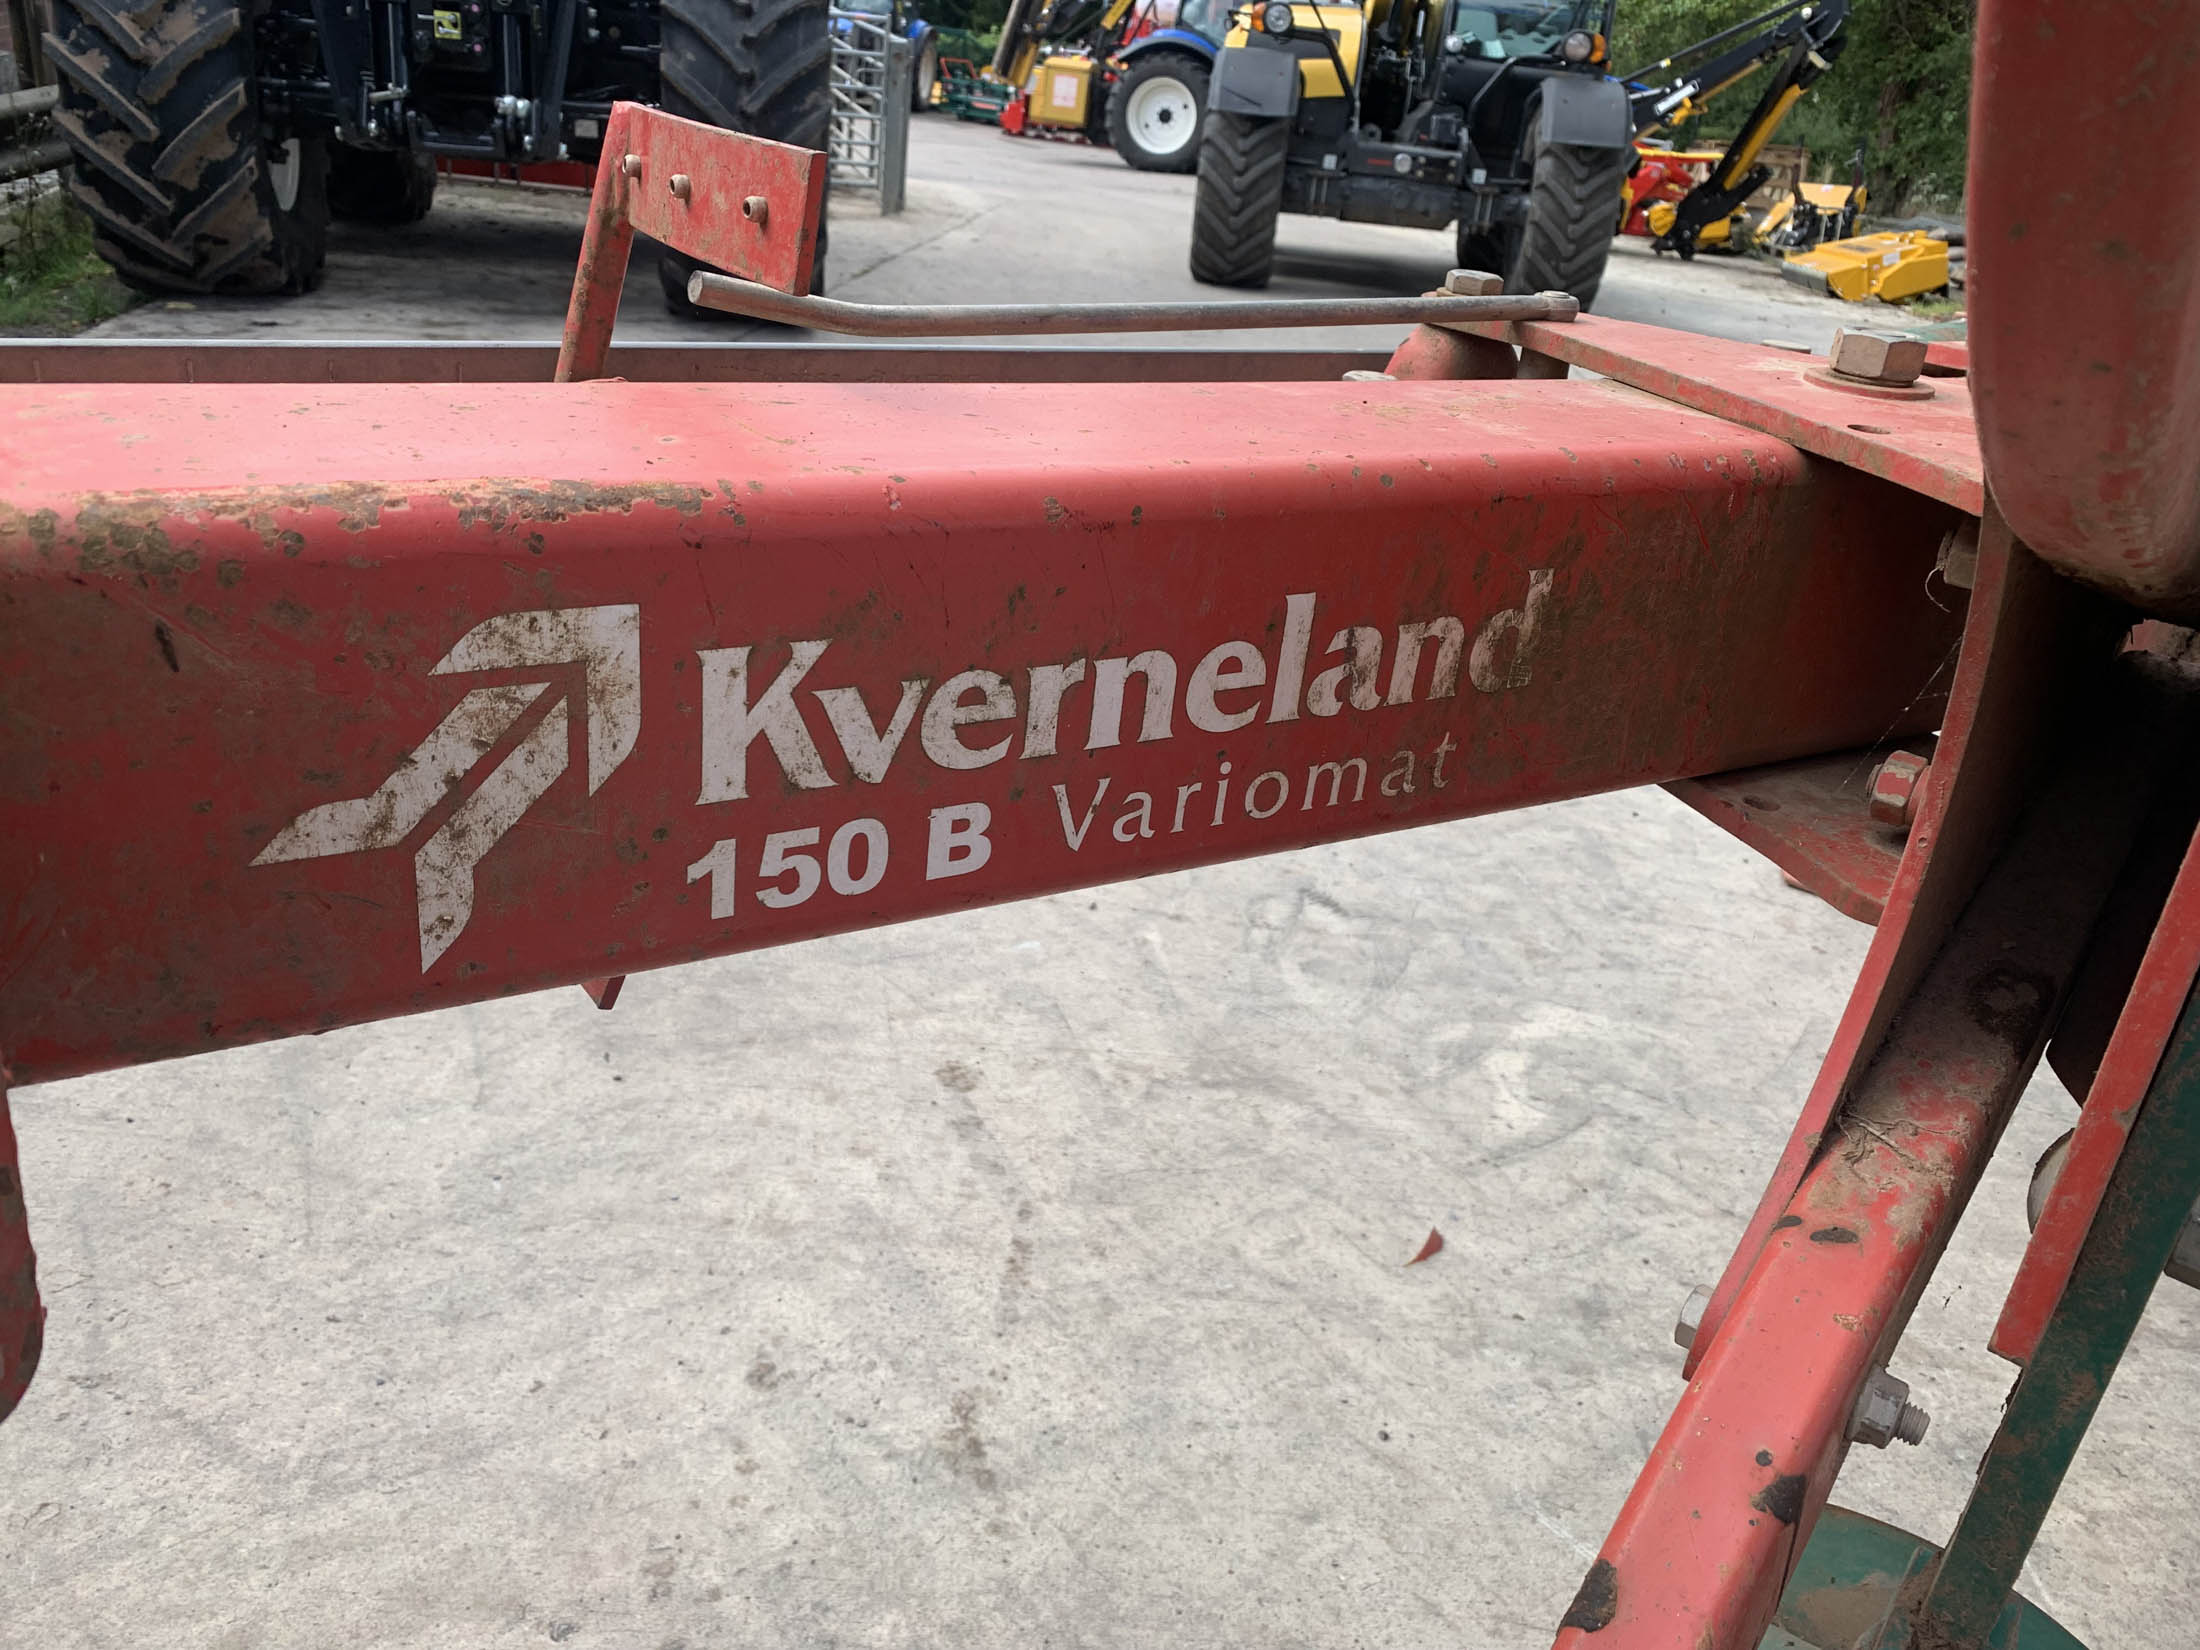 Kverneland
150 B Variomat